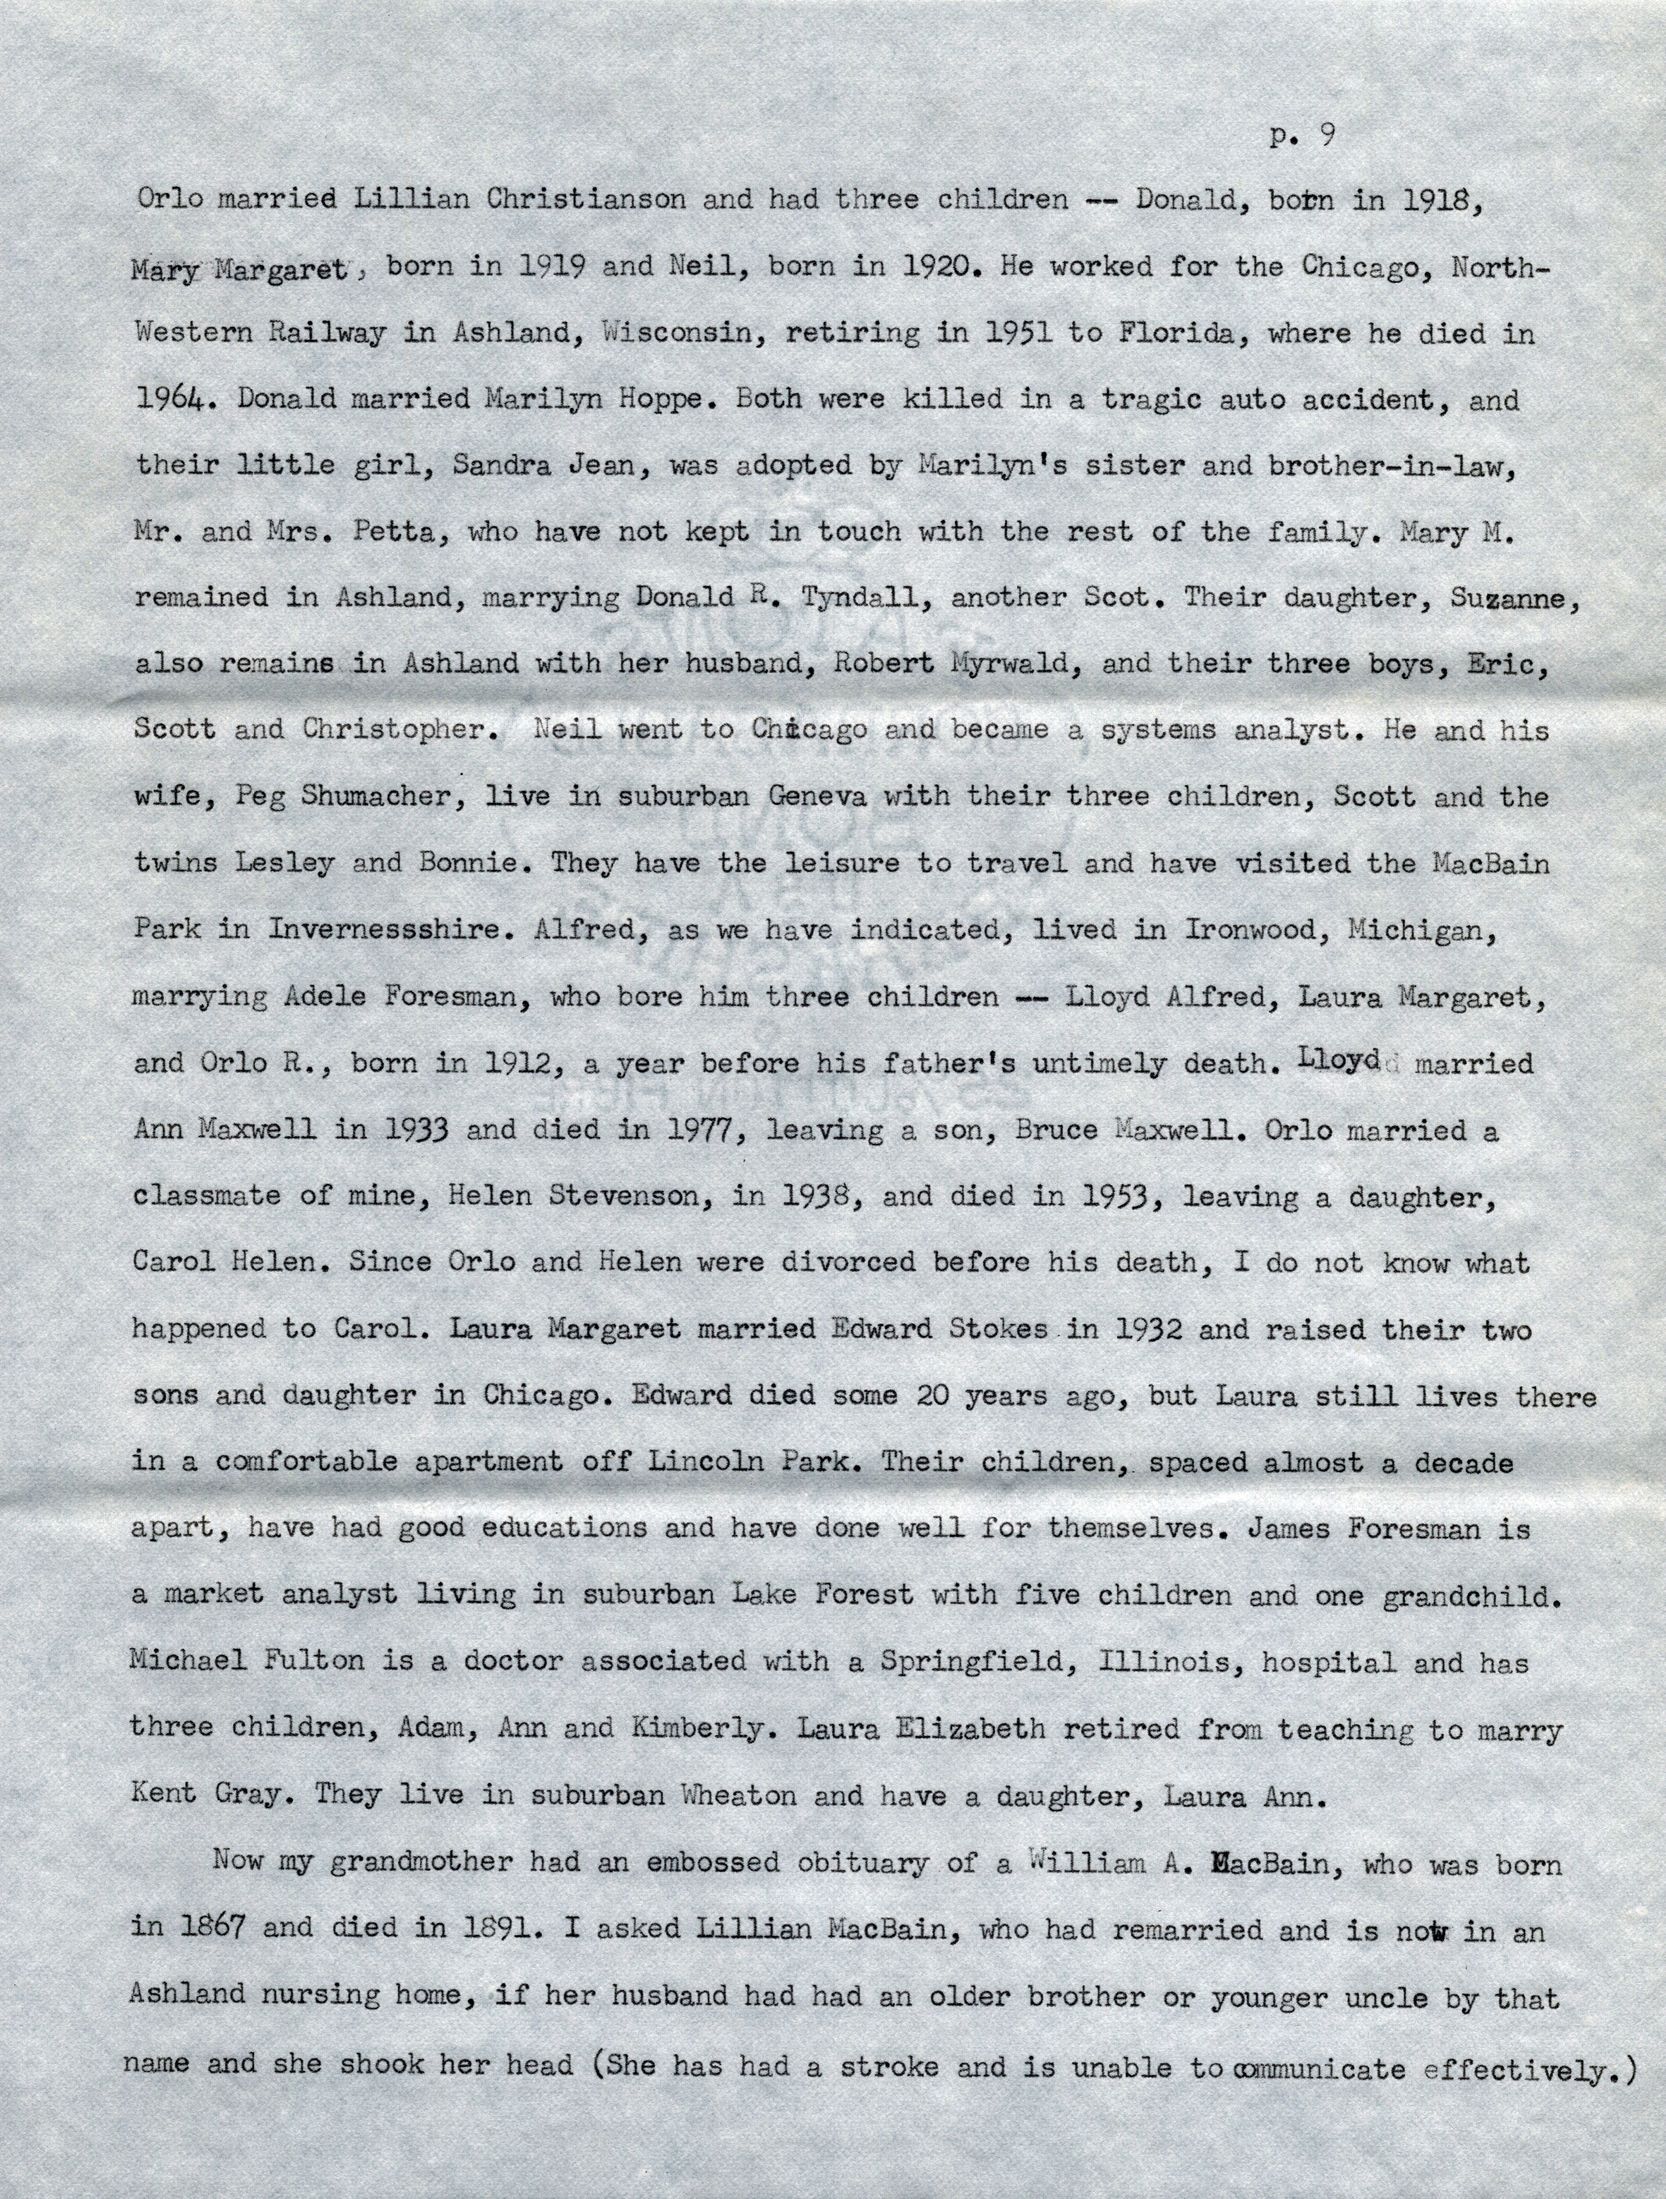 p. 9
Orlo married Lillian Christianson and had three children -- Donald, born in 1918,
Mary Margaret, born in 1919 and Neil, born in 1920. He worked for the Chicago, North-
Western Railway in Ashland, Wisconsin, retiring in 1951 to Florida, where he died in
1964. Donald married Marilyn Hoppe. Both were killed in a tragic auto accident, and
their little girl, Sandra Jean, was adopted by Marilyn's sister and brother-in-law,
Mr. and Mrs. Petta, who have not kept in touch with the rest of the family. Mary M.
remained in Ashland, marrying Donald R. Tyndall, another Scot. Their daughter, Suzanne,
also remains in Ashland with her husband, Robert Myrwald, and their three boys, Eric,
Scott and Christopher. Neil went to Chicago and became a systems analyst. He and his
wife, Peg Shumacher, live in suburban Geneva with their three children, Scott and the
twins Lesley and Bonnie. They have the leisure to travel and have visited the MacBain
Park in Invernessshire. Alfred, as we have indicated, lived in Ironwood, Michigan,
marrying Adele Foresman, who bore him three children -- Lloyd Alfred, Laura Margaret,
and Orlo R., born in 1912, a year before his father's untimely death. Lloyd married
Ann Maxwell in 1933 and died in 1977, leaving a son, Bruce Maxwell. Orlo married a
classmate of mine, Helen Stevenson, in 1938, and died in 1953, leaving a daughter,
Carol Helen. Since Orlo and Helen were divorced before his death, I do not know what
happened to Carol. Laura Margaret married Edward Stokes in 1932 and raised their two
sons and daughter in Chicago. Edward died some 20 years ago, but Laura still lives there
in a comfortable apartment off Lincoln Park. Their children, spaced almost a decade
apart, have had good educations and have done well for themselves. James Foresman is
a market analyst living in suburban Lake Forest with five children and one grandchild.
Michael Fulton is a doctor associated with a Springfield, Illinois, hospital and has
three children, Adam, Ann and Kimberly. Laura Elizabeth retired from teaching to marry
Kent Gray. They live in suburban Wheaton and have a daughter, Laura Ann.
Now my grandmother had an embossed obituary of a William A. MacBain, who was born
in 1867 and died in 1891. I asked Lillian MacBain, who had remarried and is now in an
Ashland nursing home, if her husband had had an older brother or younger uncle by that
name and she shook her head (She has had a stroke and is unable to communicate effectively.)